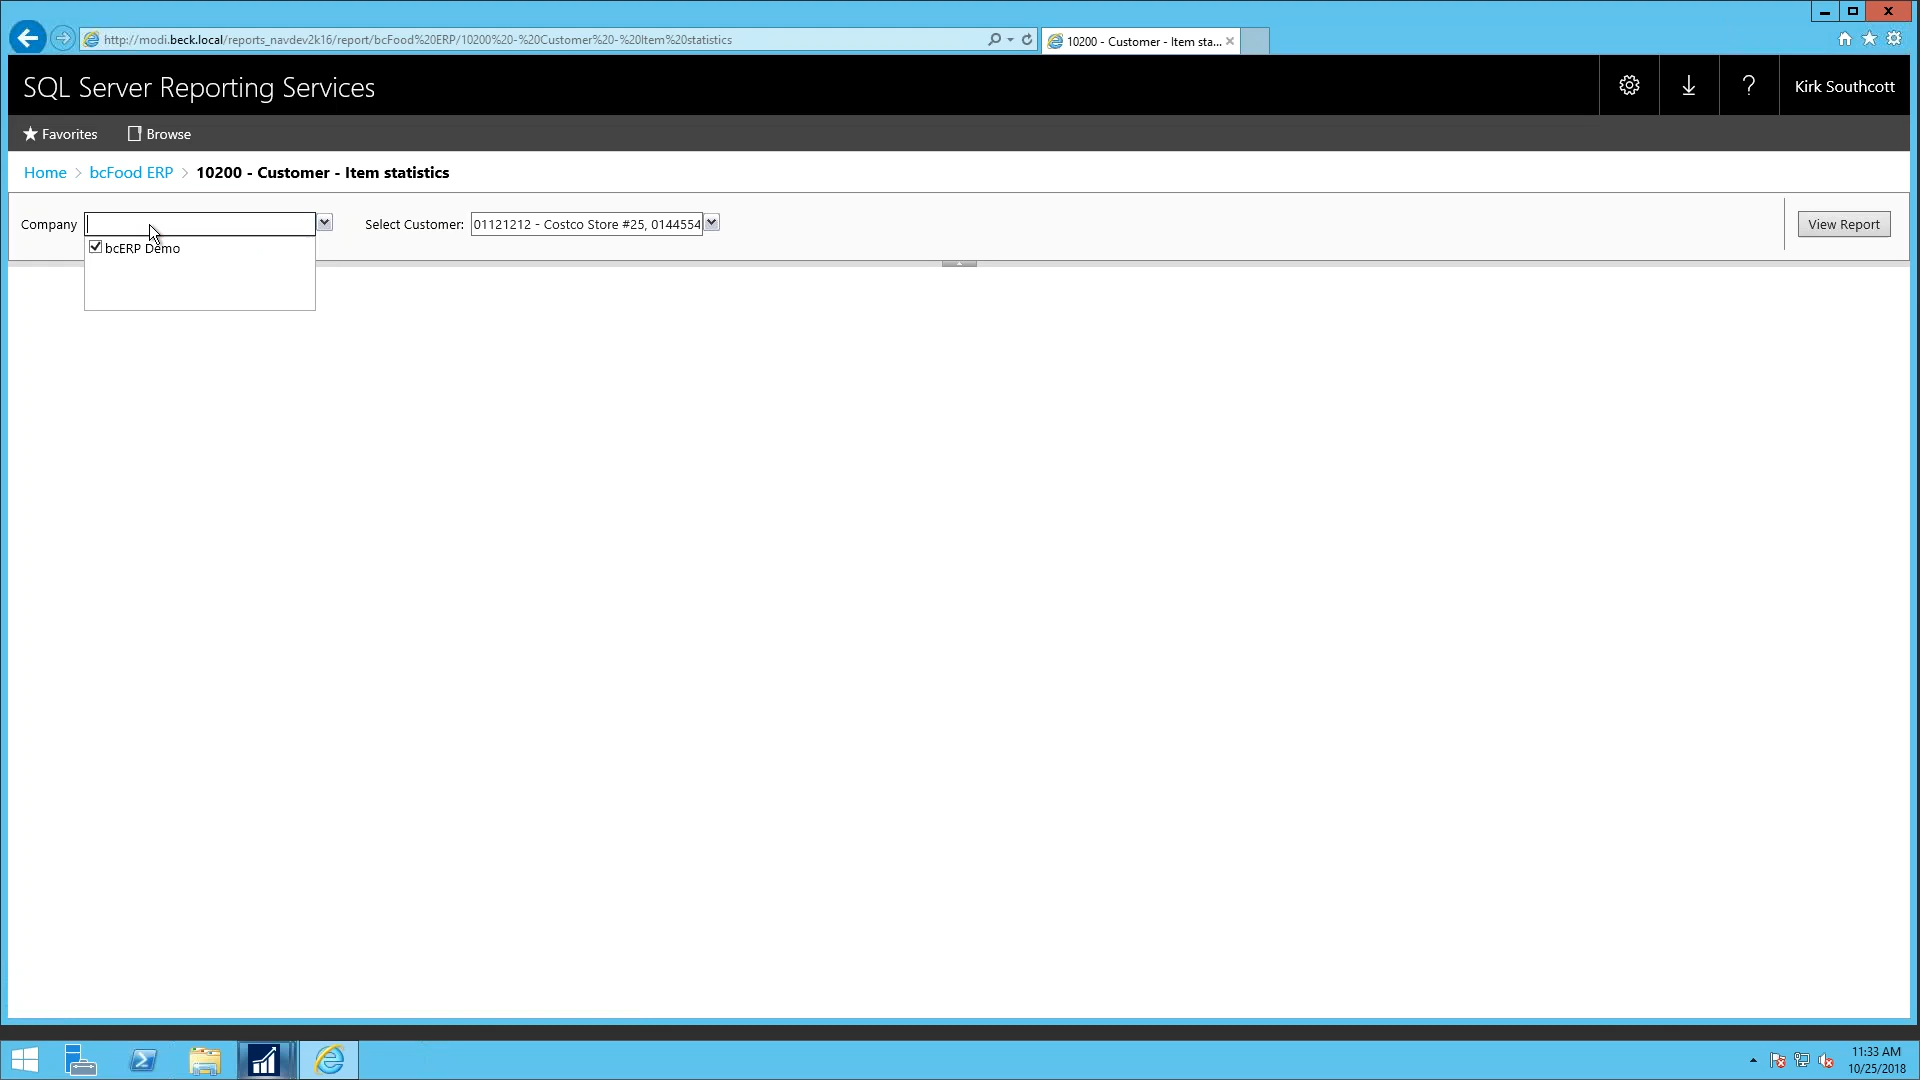 http://modi.beck.local/reports_navdev2k16/report/bcFood%20ERP/10200%20-%20Customer%20-%20Item%20statistics
10200 - Customer - Item sta...
SQL Server Reporting Services
Kirk Southcott
Favorites
Browse
Home > bcFood ERP > 10200 - Customer - Item statistics
Company
Select Customer:
01121212 - Costco Store #25, 0144554
View Report
bcERP Demo
11:33 AM
10/25/2018